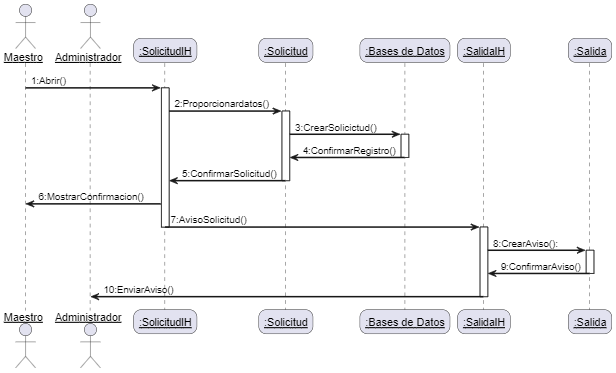 Maestro Administrador :SolicitudIH :Solicitud :Bases de Datos :SalidaIH :Salida
1:Abrir()
2:Proporcionardatos()
3:CrearSolicictud()
4:ConfirmarRegistro()
5:ConfirmarSolicitud()
6:MostrarConfirmacion()
7:AvisoSolicitud()
8:CrearAviso():
9:ConfirmarAviso()
10:EnviarAviso()
Maestro Administrador :SolicitudIH :Solicitud :Bases de Datos :SalidaIH :Salida